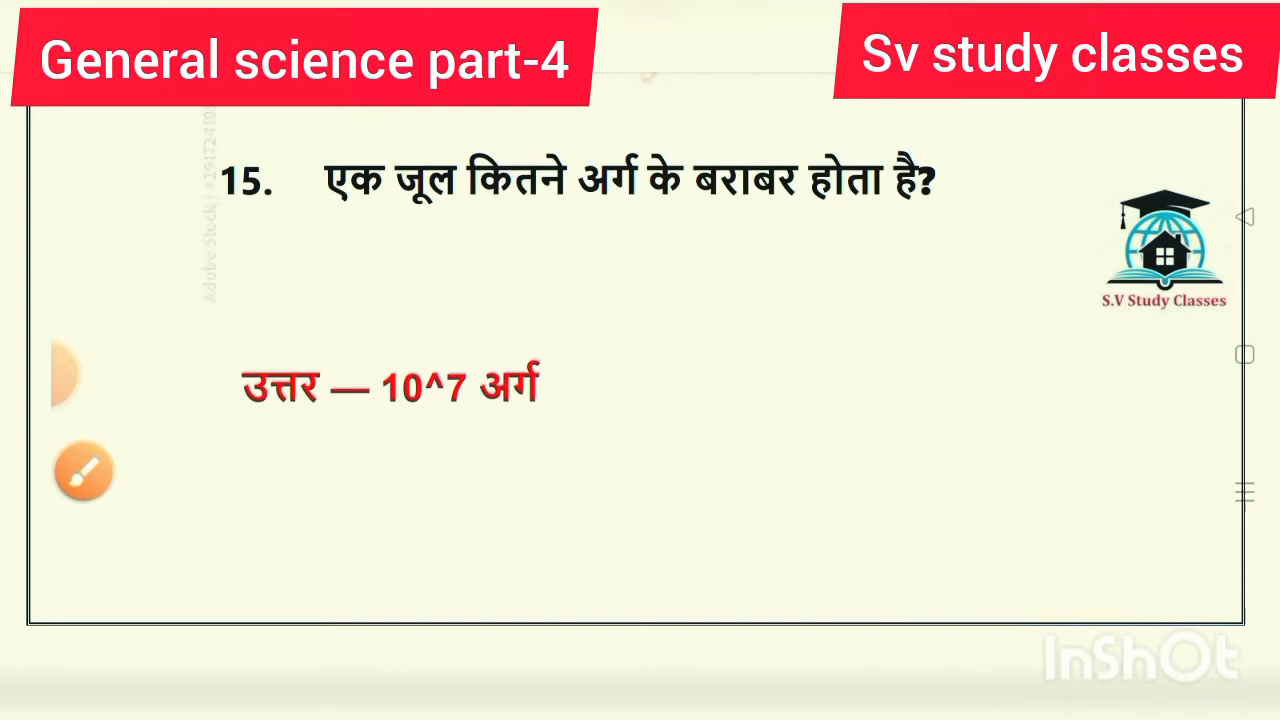 General science part-4
Sv study classes
15. एक जूल कितने अर्ग के बराबर होता है?
S.V Study Classes
उत्तर — 10^7 अर्ग
InShOt